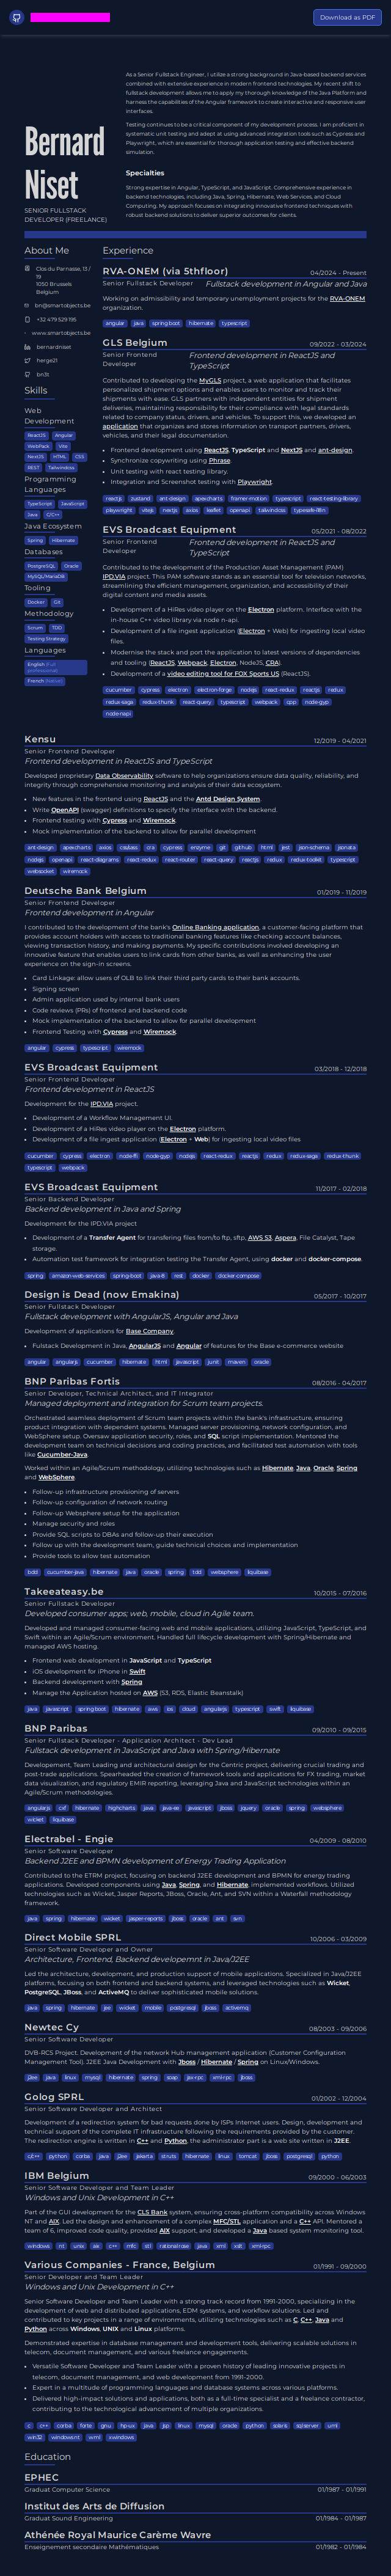 Download as PDF
Bernard
Niset
SENIOR FULLSTACK
DEVELOPER (FREELANCE)
As a Senior Fullstack Engineer, I utilize a strong background in Java-based backend services
combined with extensive experience in modern frontend technologies. My recent shift to
fullstack development allows me to apply my thorough knowledge of the Java Platform and
harness the capabilities of the Angular framework to create interactive and responsive user
interfaces.
Testing continues to be a critical component of my development process. I am proficient in
systematic unit testing and adept at using advanced integration tools such as Cypress and
Playwright, which are essential for thorough application testing and effective backend
simulation.
Specialties
Strong expertise in Angular, TypeScript, and JavaScript. Comprehensive experience in
backend technologies, including Java, Spring, Hibernate, Web Services, and Cloud
Computing. My approach focuses on integrating innovative frontend techniques with
robust backend solutions to deliver superior outcomes for clients.
About Me
Clos du Parnasse, 13 /
19
1050 Brussels
Belgium
bn@smartobjects.be
+32 479 529 195
www.smartobjects.be
bernardniset
herge21
bn3t
Skills
Web
Development
ReactJS
Angular
WebPack
Vite
NextJS
HTML
CSS
REST
Tailwindcss
Programming
Languages
TypeScript
JavaScript
Java
C/C++
Java Ecosystem
Spring
Hibernate
Databases
PostgreSQL
Oracle
MySQL/MariaDB
Tooling
Docker
Git
Methodology
Scrum
TDD
Testing Strategy
Languages
English (Full
professional)
French (Native)
Experience
RVA-ONEM (via 5thfloor)
04/2024 - Present
Senior Fullstack Developer
Fullstack development in Angular and Java
Working on admissibility and temporary unemployment projects for the RVA-ONEM
organization.
angular java spring boot hibernate typescript
GLS Belgium
09/2022 - 03/2024
Senior Frontend
Developer
Frontend development in ReactJS and
TypeScript
Contributed to developing the MyGLS project, a web application that facilitates
personalized shipment options and enables users to monitor and track their
shipments with ease. GLS partners with independent entities for shipment
deliveries, maintaining responsibility for their compliance with legal standards
related to company status, drivers, and vehicles. To support this, we developed an
application that stores and outputs data on transport partners, drivers,
vehicles, and their legal documentation.
Frontend development using ReactJS, TypeScript and NextJS and ant-design.
Synchronize copywriting using Phrase.
Unit testing with react testing library.
Integration and Screenshot testing with Playwright.
react.js zustand ant-design apexcharts framer-motion typescript react-testing-library
playwright vitejs nextjs axios leaflet openapi tailwindcss typesafe-i18n
EVS Broadcast Equipment
05/2021 - 08/2022
Senior Frontend
Developer
Frontend development in ReactJS and
TypeScript
Contributed to the development of the Production Asset Management (PAM)
IPD.VIA project. This PAM software stands as an essential tool for television networks,
streamlining the efficient management, organization, and accessibility of their
digital content and media assets.
Development of a HiRes video player on the Electron platform. Interface with the
in-house C++ video library via node n-api.
Development of a file ingest application (Electron and Web) for ingesting local video
files.
Modernise the stack and port the application to latest versions of dependencies
and tooling (ReactJS, Webpack, Electron, NodeJS, CRA).
Development of a video editing tool for FOX Sports US (ReactJS).
cucumber cypress electron electron-forge nodejs react-redux reactjs redux
redux-saga redux-thunk react-query typescript webpack cpp node-gyp
node-napi
Kensu
12/2019 - 04/2021
Senior Frontend Developer
Frontend development in ReactJS and TypeScript
Developed proprietary Data Observability software to help organizations ensure data quality, reliability, and
integrity through comprehensive monitoring and analysis of their data ecosystem.
New features in the frontend using ReactJS and the Antd Design System.
Write OpenAPI (swagger) definitions to specify the interface with the backend.
Frontend testing with Cypress and Wiremock.
Mock implementation of the backend to allow for parallel development
ant-design apexcharts axios css/sass cra cypress enzyme git github html jest json-schema jsonata
nodejs openapi react-diagrams react-redux react-router react-query reactjs redux redux-toolkit typescript
websocket wiremock
Deutsche Bank Belgium
01/2019 - 11/2019
Senior Frontend Developer
Frontend development in Angular
I contributed to the development of the bank's Online Banking application, a customer-facing platform that
provides account holders with access to traditional banking features like checking account balances,
viewing transaction history, and making payments. My specific contributions involved developing an
innovative feature that enables users to link cards from other banks, as well as enhancing the user
experience on the sign-in screens.
Card Linkage: allow users of OLB to link their third party cards to their bank accounts.
Signing screen
Admin application used by internal bank users
Code reviews (PRs) of frontend and backend code
Mock implementation of the backend to allow for parallel development
Frontend Testing with Cypress and Wiremock.
angular cypress typescript wiremock
EVS Broadcast Equipment
03/2018 - 12/2018
Senior Frontend Developer
Frontend development in ReactJS
Development for the IPD.VIA project.
Development of a Workflow Management UI.
Development of a HiRes video player on the Electron platform.
Development of a file ingest application (Electron + Web) for ingesting local video files
cucumber cypress electron node-ffi node-gyp nodejs react-redux reactjs redux redux-saga redux-thunk
typescript webpack
EVS Broadcast Equipment
11/2017 - 02/2018
Senior Backend Developer
Backend development in Java and Spring
Development for the IPD.VIA project
Development of a Transfer Agent for transfering files from/to ftp, sftp, AWS S3, Aspera, File Catalyst, Tape
storage.
Automation test framework for integration testing the Transfer Agent, using docker and docker-compose.
spring amazon-web-services spring-boot java-8 rest docker docker-compose
Design is Dead (now Emakina)
05/2017 - 10/2017
Senior Fullstack Developer
Fullstack development with AngularJS, Angular and Java
Development of applications for Base Company
Fullstack Development in Java, AngularJS and Angular of features for the Base e-commerce website
angular angularjs cucumber hibernate html javascript junit maven oracle
BNP Paribas Fortis
08/2016 - 04/2017
Senior Developer, Technical Architect, and IT Integrator
Managed deployment and integration for Scrum team projects.
Orchestrated seamless deployment of Scrum team projects within the bank's infrastructure, ensuring
product integration with dependent systems. Managed server provisioning, network configuration, and
WebSphere setup. Oversaw application security, roles, and SQL script implementation. Mentored the
development team on technical decisions and coding practices, and facilitated test automation with tools
like Cucumber-Java.
Worked within an Agile/Scrum methodology, utilizing technologies such as Hibernate, Java, Oracle, Spring
and WebSphere.
Follow-up infrastructure provisioning of servers
Follow-up configuration of network routing
Follow-up Websphere setup for the application
Manage security and roles
Provide SQL scripts to DBAs and follow-up their execution
Follow up with the development team, guide technical choices and implementation
Provide tools to allow test automation
bdd cucumber-java hibernate java oracle spring tdd websphere liquibase
Takeeateasy.be
10/2015 - 07/2016
Senior Fullstack Developer
Developed consumer apps; web, mobile, cloud in Agile team.
Developed and managed consumer-facing web and mobile applications, utilizing JavaScript, TypeScript, and
Swift within an Agile/Scrum environment. Handled full lifecycle development with Spring/Hibernate and
managed AWS hosting.
Frontend web development in JavaScript and TypeScript
iOS development for iPhone in Swift
Backend development with Spring
Manage the Application hosted on AWS (S3, RDS, Elastic Beanstalk)
java javascript spring boot hibernate aws ios cloud angularjs typescript swift liquibase
BNP Paribas
09/2010 - 09/2015
Senior Fullstack Developer - Application Architect - Dev Lead
Fullstack development in JavaScript and Java with Spring/Hibernate
Developement, Team Leading and architectural design for the Centric project, delivering crucial trading and
post-trade applications. Spearheaded the creation of framework tools and applications for FX trading, market
data visualization, and regulatory EMIR reporting, leveraging Java and JavaScript technologies within an
Agile/Scrum methodologies.
angularjs cxf hibernate highcharts java java-ee javascript jboss jquery oracle spring websphere
wicket liquibase
Electrabel - Engie
04/2009 - 08/2010
Senior Software Developer
Backend J2EE and BPMN development of Energy Trading Application
Contributed to the ETRM project, focusing on backend J2EE development and BPMN for energy trading
applications. Developed components using Java, Spring, and Hibernate, implemented workflows. Utilized
technologies such as Wicket, Jasper Reports, JBoss, Oracle, Ant, and SVN within a Waterfall methodology
framework.
java spring hibernate wicket jasper-reports jboss oracle ant svn
Direct Mobile SPRL
10/2006 - 03/2009
Senior Software Developer and Owner
Architecture, Frontend, Backend developemnt in Java/J2EE
Led the architecture, development, and production support of mobile applications. Specialized in Java/J2EE
platforms, focusing on both frontend and backend systems, and leveraged technologies such as Wicket,
PostgreSQL, JBoss, and ActiveMQ to deliver sophisticated mobile solutions.
java spring hibernate jee wicket mobile postgresql jboss activemq
Newtec Cy
08/2003 - 09/2006
Senior Software Developer
DVB-RCS Project. Development of the network Hub management application (Customer Configuration
Management Tool). J2EE Java Development with Jboss / Hibernate / Spring on Linux/Windows.
j2ee java linux mysql hibernate spring soap jax-rpc xml-rpc jboss
Golog SPRL
01/2002 - 12/2004
Senior Software Developer and Architect
Development of a redirection system for bad requests done by ISPs Internet users. Design, development and
technical support of the complete IT infrastructure following the requirements provided by the customer.
The redirection engine is written in C++ and Python, the administrator part is a web site written in J2EE.
c/c++ python corba java j2ee jakarta struts hibernate linux tomcat jboss postgresql python
IBM Belgium
09/2000 - 06/2003
Senior Software Developer and Team Leader
Windows and Unix Development in C++
Part of the GUI development for the CLS Bank system, ensuring cross-platform compatibility across Windows
NT and AIX. Led the design and enhancement of a complex MFC/STL application and a C++ API. Mentored a
team of 6, improved code quality, provided AIX support, and developed a Java based system monitoring tool.
windows nt unix aix c++ mfc stl rational rose java xml xslt xml-rpc
Various Companies - France, Belgium
01/1991 - 09/2000
Senior Developer and Team Leader
Windows and Unix Development in C++
Senior Software Developer and Team Leader with a strong track record from 1991-2000, specializing in the
development of network and distributed applications, EDM systems, and workflow solutions. Led and
contributed to key projects in a range of environments, utilizing technologies such as C, C++, Java and
Python across Windows, UNIX and Linux platforms.
Demonstrated expertise in database management and development tools, delivering scalable solutions in
telecom, document management, and various freelance engagements.
Versatile Software Developer and Team Leader with a proven history of leading innovative projects in
telecom, document management, and web development from 1991-2000.
Expert in a multitude of programming languages and database systems across various platforms.
Delivered high-impact solutions and applications, both as a full-time specialist and a freelance contractor,
contributing to the technological advancement of multiple organizations.
c c++ corba forte gnu hp-ux java jsp linux mysql oracle python solaris sqlserver uml
win32 windows nt wml xwindows
Education
EPHEC
Graduat Computer Science
01/1987 - 01/1991
Institut des Arts de Diffusion
Graduat Sound Engineering
01/1984 - 01/1987
Athénée Royal Maurice Carème Wavre
Enseignement secondaire Mathématiques
01/1982 - 01/1984